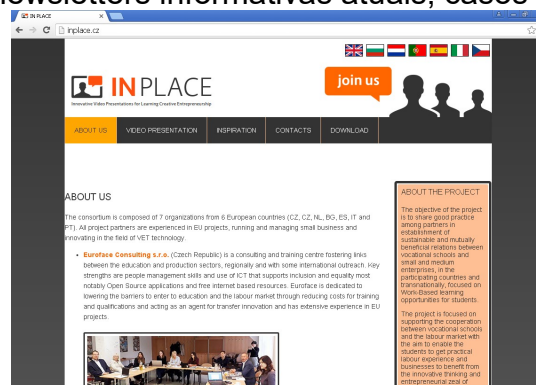 newsletters informativas atuais, casos
IN PLACE
inplace.cz
IN PLACE
Innovative Video Presentations for Learning Creative Entrepreneurship
join us
ABOUT US
VIDEO PRESENTATION
INSPIRATION
CONTACTS
DOWNLOAD
ABOUT US
The consortium is composed of 7 organizations from 6 European countries (CZ, CZ, NL, BG, ES, IT and
PT). All project partners are experienced in EU projects, running and managing small business and
innovating in the field of VET technology.
Euroface Consulting s.r.o. (Czech Republic) is a consulting and training centre fostering links
between the education and production sectors, regionally and with some international outreach. Key
strengths are people management skills and use of ICT that supports inclusion and equality most
notably Open Source applications and free internet based resources. Euroface is dedicated to
lowering the barriers to enter to education and the labour market through reducing costs for training
and qualifications and acting as an agent for transfer innovation and has extensive experience in EU
projects.
ABOUT THE PROJECT
The objective of the project
is to share good practice
among partners in
establishment of
sustainable and mutually
beneficial relations between
vocational schools and
small and medium
enterprises, in the
participating countries and
transnationally, focused on
Work-Based learning
opportunities for students.
The project is focused on
supporting the cooperation
between vocational schools
and the labour market with
the aim to enable the
students to get practical
labour experience and
businesses to benefit from
the innovative thinking and
entrepreneurial zeal of